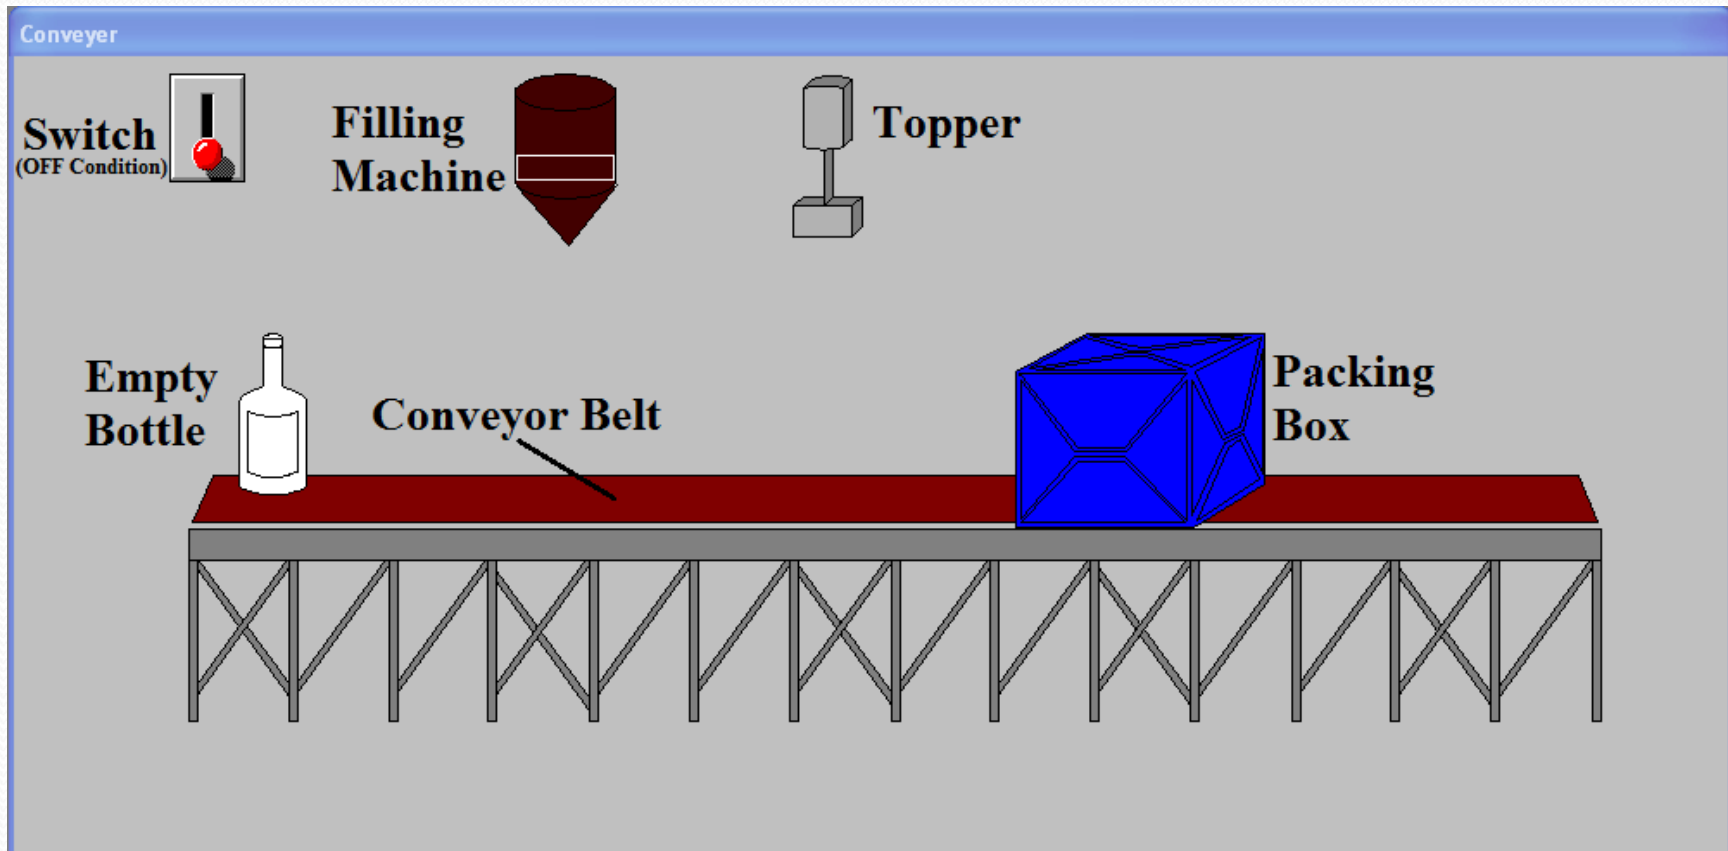 Conveyer
Switch
(OFF Condition)
Filling
Machine
Topper
Empty
Bottle
Conveyor Belt
Packing
Box